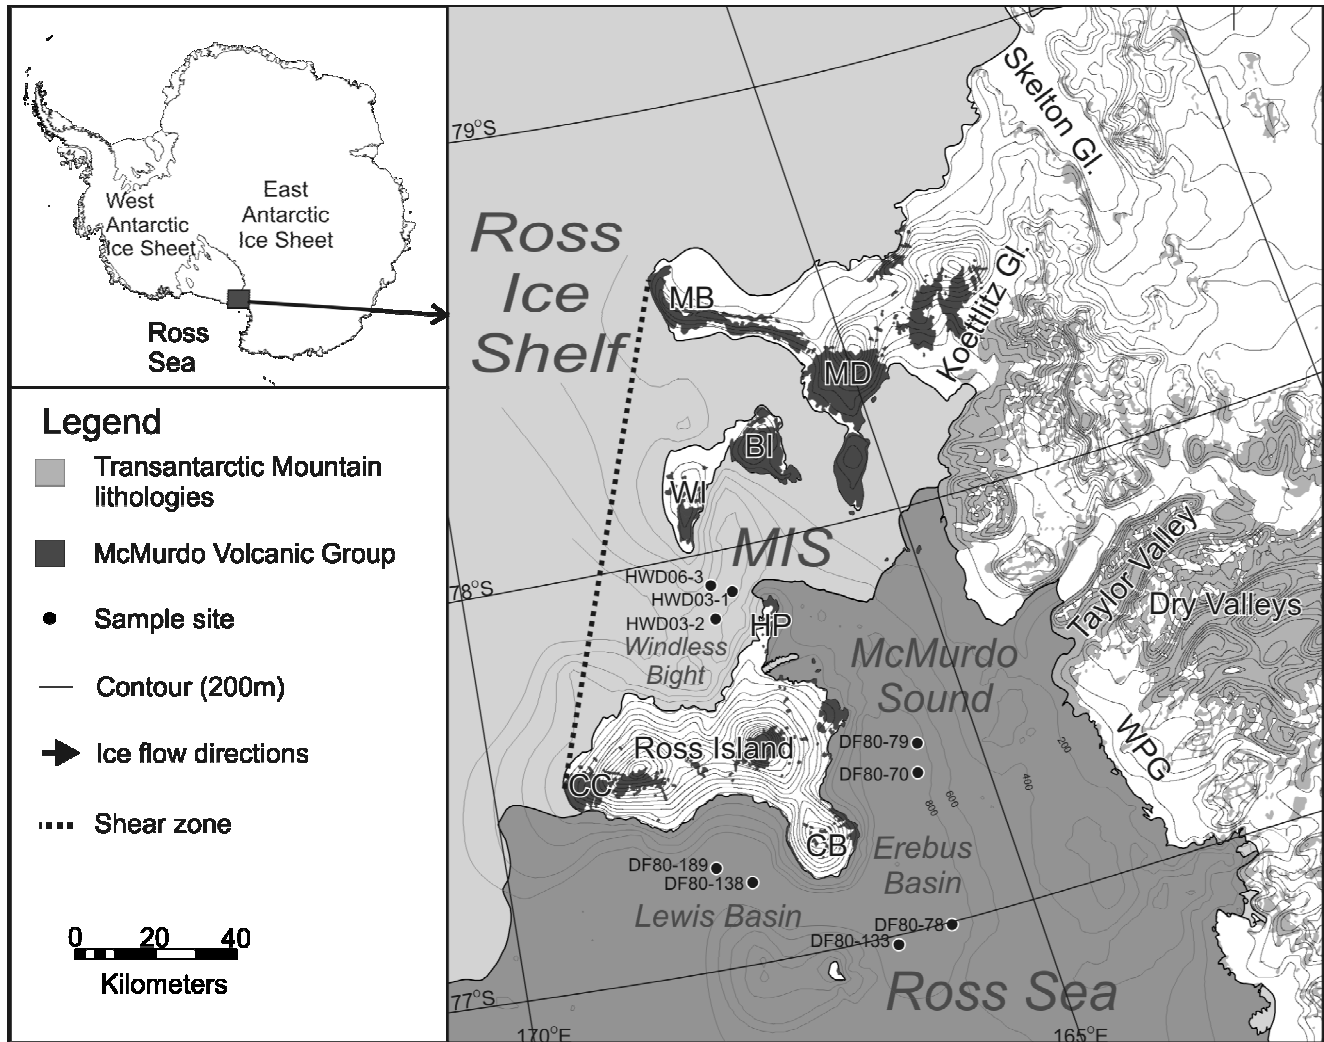 West
Antarctic
Ice Sheet
East
Antarctic
Ice Sheet
Ross
Sea
Legend
Transantarctic Mountain
lithologies
McMurdo Volcanic Group
Sample site
Contour (200m)
Ice flow directions
Shear zone
0 20 40
Kilometers
79°S
Skelton Gl.
Ross
Ice
Shelf
MB
Koettlitz Gl.
MD
BI
WI
MIS
78°S
HWD06-3
HWD03-1
HWD03-2
HP
Windless
Bight
Taylor Valley
Dry Valleys
McMurdo
Sound
WPG
Ross Island
DF80-79
DF80-70
200
400
600
800
CC
CB
Erebus
Basin
DF80-189
DF80-138
Lewis Basin
DF80-78
DF80-133
Ross Sea
77°S
170°E
165°E